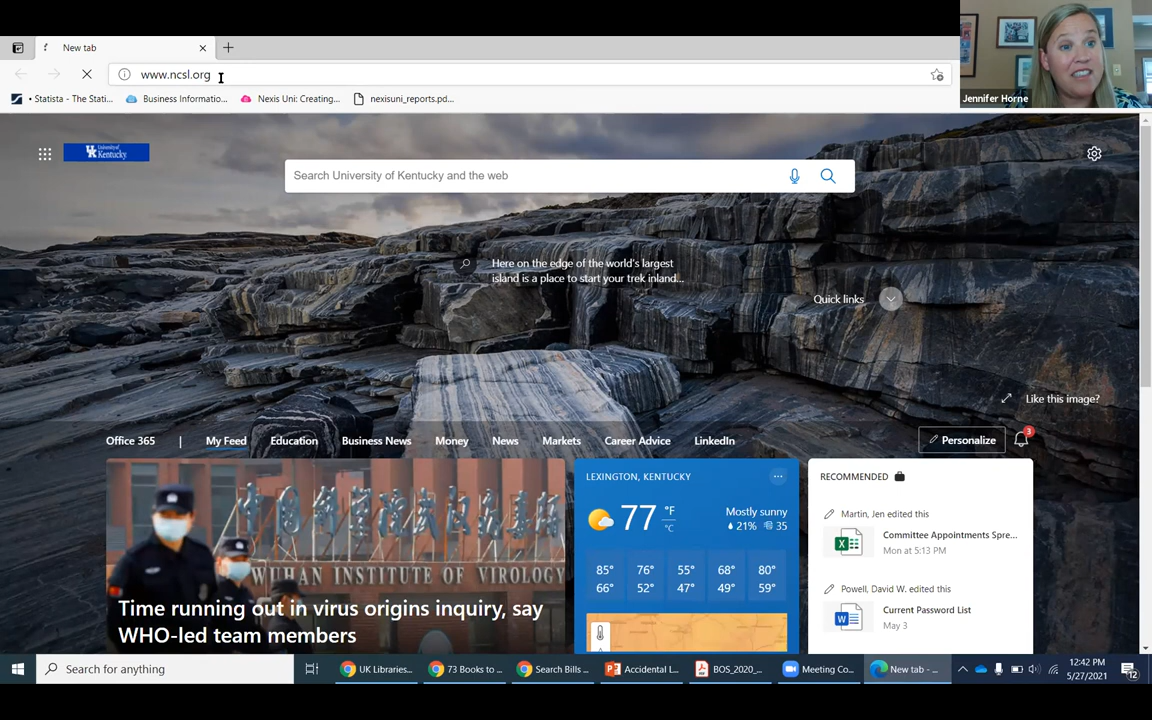 New tab
www.ncsl.org
Jennifer Horne
• Statista - The Stati...
Business Informatio...
Nexis Uni: Creating...
nexisuni_reports.pd...
UK
University of
Kentucky
Search University of Kentucky and the web
Here on the edge of the world's largest
island is a place to start your trek inland...
Quick links
Like this image?
Office 365 | My Feed Education Business News Money News Markets Career Advice LinkedIn
Personalize
3
WUHAN INSTITUTE OF VIROLOGY
Time running out in virus origins inquiry, say
WHO-led team members
LEXINGTON, KENTUCKY
77 °F
°C
Mostly sunny
21% 35
85° 76° 55° 68° 80°
66° 52° 47° 49° 59°
RECOMMENDED
Martin, Jen edited this
Committee Appointments Spre...
Mon at 5:13 PM
Powell, David W. edited this
Current Password List
May 3
Search for anything
UK Libraries...
73 Books to ...
Search Bills ...
Accidental L...
BOS_2020_...
Meeting Co...
New tab - ...
12:42 PM
5/27/2021
12